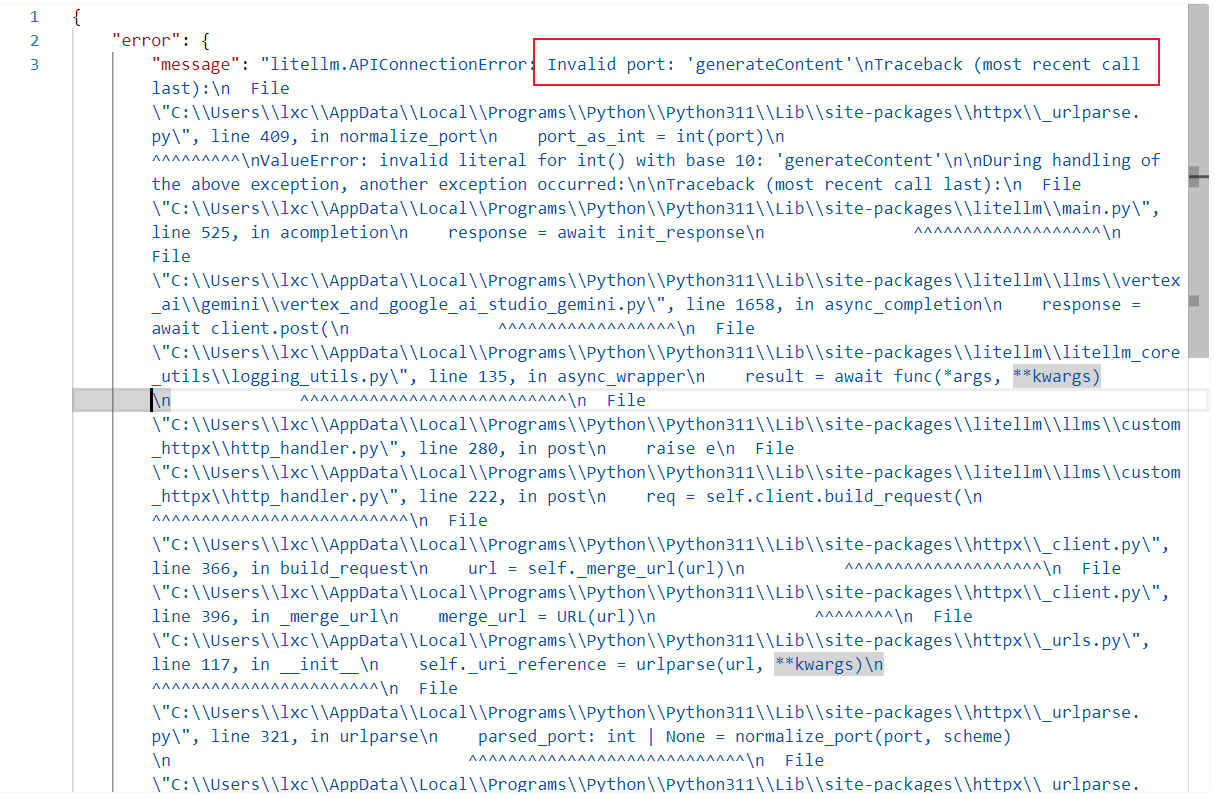 1 {
2 "error": {
3 "message": "litellm.APIConnectionError: Invalid port: 'generateContent'\nTraceback (most recent call
last):\n  File
\"C:\\Users\\lxc\\AppData\\Local\\Programs\\Python\\Python311\\Lib\\site-packages\\httpx\\_urlparse.
py\", line 409, in normalize_port\n    port_as_int = int(port)\n
^^^^^^^^^\nValueError: invalid literal for int() with base 10: 'generateContent'\n\nDuring handling of
the above exception, another exception occurred:\n\nTraceback (most recent call last):\n  File
\"C:\\Users\\lxc\\AppData\\Local\\Programs\\Python\\Python311\\Lib\\site-packages\\litellm\\main.py\",
line 525, in acompletion\n    response = await init_response\n               ^^^^^^^^^^^^^^^^^^^\n
File
\"C:\\Users\\lxc\\AppData\\Local\\Programs\\Python\\Python311\\Lib\\site-packages\\litellm\\llms\\vertex
_ai\\gemini\\vertex_and_google_ai_studio_gemini.py\", line 1658, in async_completion\n    response =
await client.post(\n               ^^^^^^^^^^^^^^^^^^\n  File
\"C:\\Users\\lxc\\AppData\\Local\\Programs\\Python\\Python311\\Lib\\site-packages\\litellm\\litellm_core
_utils\\logging_utils.py\", line 135, in async_wrapper\n    result = await func(*args, **kwargs)
\n             ^^^^^^^^^^^^^^^^^^^^^^^^^^^\n  File
\"C:\\Users\\lxc\\AppData\\Local\\Programs\\Python\\Python311\\Lib\\site-packages\\litellm\\llms\\custom
_httpx\\http_handler.py\", line 280, in post\n    raise e\n  File
\"C:\\Users\\lxc\\AppData\\Local\\Programs\\Python\\Python311\\Lib\\site-packages\\litellm\\llms\\custom
_httpx\\http_handler.py\", line 222, in post\n    req = self.client.build_request(\n
^^^^^^^^^^^^^^^^^^^^^^^^^^\n  File
\"C:\\Users\\lxc\\AppData\\Local\\Programs\\Python\\Python311\\Lib\\site-packages\\httpx\\_client.py\",
line 366, in build_request\n    url = self._merge_url(url)\n          ^^^^^^^^^^^^^^^^^^^^\n  File
\"C:\\Users\\lxc\\AppData\\Local\\Programs\\Python\\Python311\\Lib\\site-packages\\httpx\\_client.py\",
line 396, in _merge_url\n    merge_url = URL(url)\n                ^^^^^^^^\n  File
\"C:\\Users\\lxc\\AppData\\Local\\Programs\\Python\\Python311\\Lib\\site-packages\\httpx\\_urls.py\",
line 117, in __init__\n    self._uri_reference = urlparse(url, **kwargs)\n
^^^^^^^^^^^^^^^^^^^^^^^\n  File
\"C:\\Users\\lxc\\AppData\\Local\\Programs\\Python\\Python311\\Lib\\site-packages\\httpx\\_urlparse.
py\", line 321, in urlparse\n    parsed_port: int | None = normalize_port(port, scheme)
\n                              ^^^^^^^^^^^^^^^^^^^^^^^^^^^^\n  File
\"C:\\Users\\lxc\\AppData\\Local\\Programs\\Python\\Python311\\Lib\\site-packages\\httpx\\_urlparse.